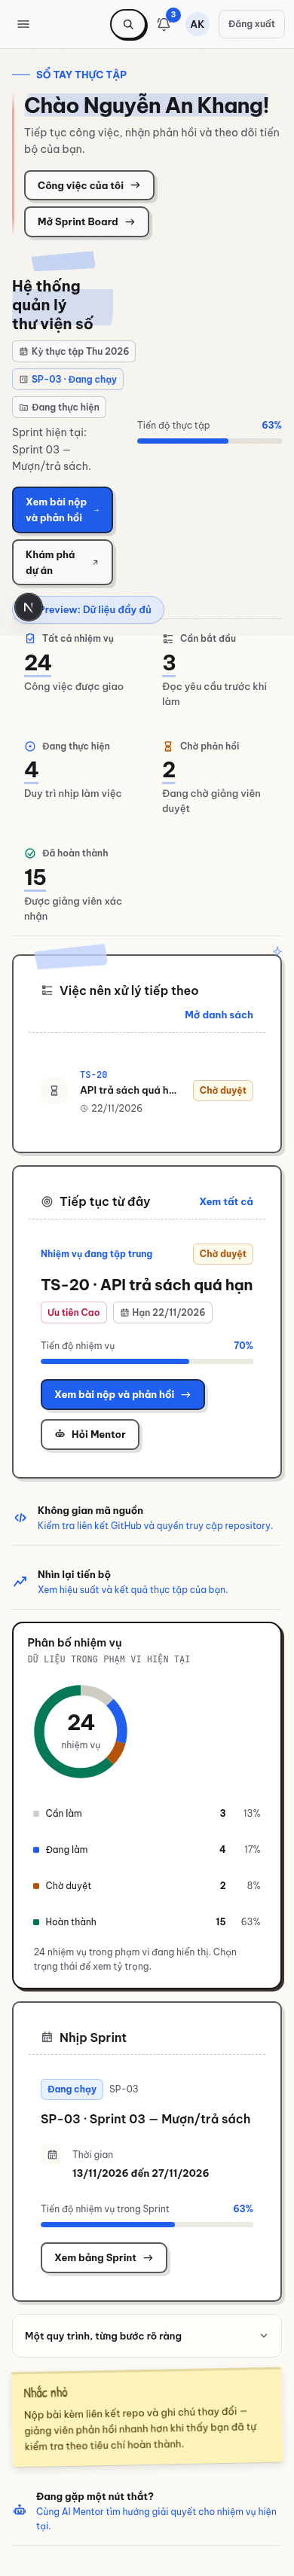 3
AK
Đăng xuất
SỔ TAY THỰC TẬP
Chào Nguyễn An Khang!
Tiếp tục công việc, nhận phản hồi và theo dõi tiến
bộ của bạn.
Công việc của tôi →
Mở Sprint Board →
Hệ thống
quản lý
thư viện số
Kỳ thực tập Thu 2026
SP-03 · Đang chạy
Đang thực hiện
Sprint hiện tại:
Sprint 03 —
Mượn/trả sách.
Tiến độ thực tập 63%
Xem bài nộp
và phản hồi →
Khám phá
dự án ↗
N
Preview: Dữ liệu đầy đủ
Tất cả nhiệm vụ
24
Công việc được giao
Cần bắt đầu
3
Đọc yêu cầu trước khi
làm
Đang thực hiện
4
Duy trì nhịp làm việc
Chờ phản hồi
2
Đang chờ giảng viên
duyệt
Đã hoàn thành
15
Được giảng viên xác
nhận
Việc nên xử lý tiếp theo
Mở danh sách
TS-20
API trả sách quá h...
22/11/2026
Chờ duyệt
Tiếp tục từ đây
Xem tất cả
Nhiệm vụ đang tập trung
Chờ duyệt
TS-20 · API trả sách quá hạn
Ưu tiên Cao
Hạn 22/11/2026
Tiến độ nhiệm vụ 70%
Xem bài nộp và phản hồi →
Hỏi Mentor
Không gian mã nguồn
Kiểm tra liên kết GitHub và quyền truy cập repository.
Nhìn lại tiến bộ
Xem hiệu suất và kết quả thực tập của bạn.
Phân bố nhiệm vụ
DỮ LIỆU TRONG PHẠM VI HIỆN TẠI
24
nhiệm vụ
Cần làm 3 13%
Đang làm 4 17%
Chờ duyệt 2 8%
Hoàn thành 15 63%
24 nhiệm vụ trong phạm vi đang hiển thị. Chọn
trạng thái để xem tỷ trọng.
Nhịp Sprint
Đang chạy SP-03
SP-03 · Sprint 03 — Mượn/trả sách
Thời gian
13/11/2026 đến 27/11/2026
Tiến độ nhiệm vụ trong Sprint 63%
Xem bảng Sprint →
Một quy trình, từng bước rõ ràng
Nhắc nhỏ
Nộp bài kèm liên kết repo và ghi chú thay đổi —
giảng viên phản hồi nhanh hơn khi thấy bạn đã tự
kiểm tra theo tiêu chí hoàn thành.
Đang gặp một nút thắt?
Cùng AI Mentor tìm hướng giải quyết cho nhiệm vụ hiện
tại.